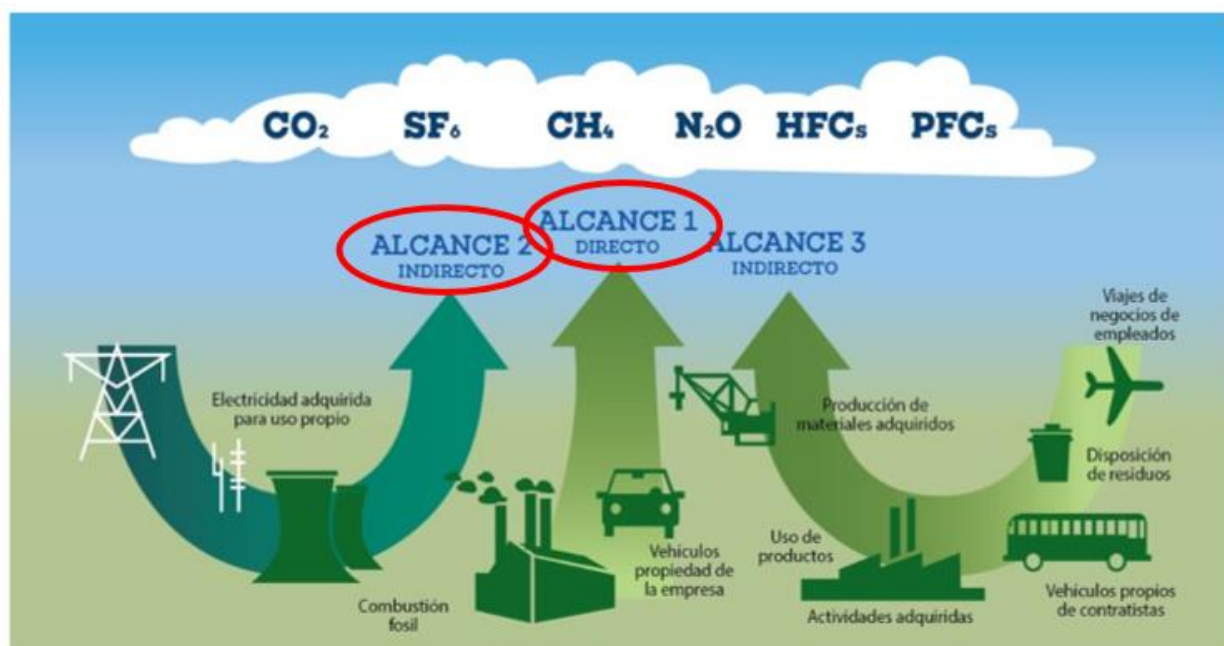 CO₂ SF₆ CH₄ N₂O HFCs PFCs
ALCANCE 2
INDIRECTO
ALCANCE 1
DIRECTO
ALCANCE 3
INDIRECTO
Viajes de
negocios de
empleados
Electricidad adquirida
para uso propio
Producción de
materiales adquiridos
Disposición
de residuos
Uso de
productos
Vehículos
propiedad de
la empresa
Combustión
fosil
Actividades adquiridas
Vehículos propios
de contratistas